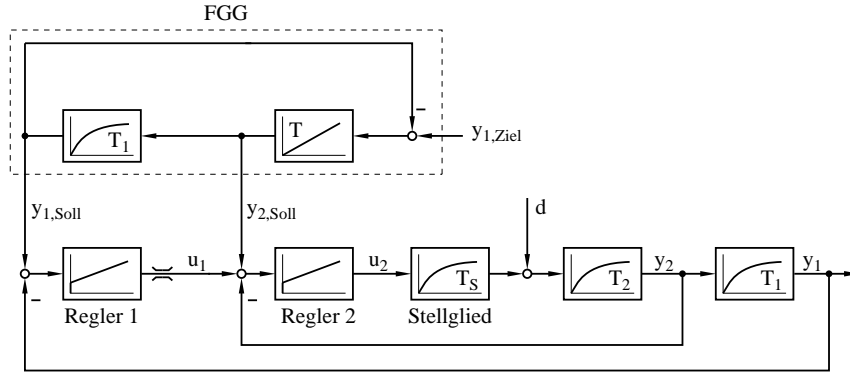 FGG
T₁
T
y₁,Ziel
y₁,Soll
y₂,Soll
d
u₁
u₂
T_S
T₂
y₂
T₁
y₁
Regler 1
Regler 2
Stellglied